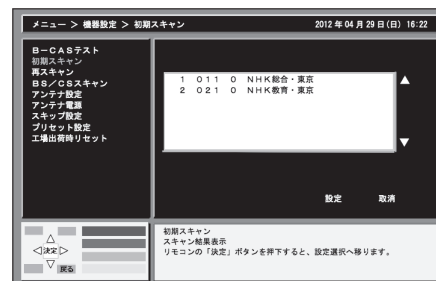 メニュー > 機器設定 > 初期スキャン
2012 年 04 月 29 日(日) 16:22
B-CASテスト
初期スキャン
再スキャン
BS/CSスキャン
アンテナ設定
アンテナ電源
スキップ設定
プリセット設定
工場出荷時リセット
1 011 0 NHK総合・東京
2 021 0 NHK教育・東京
設定 取消
決定
戻る
初期スキャン
スキャン結果表示
リモコンの「決定」ボタンを押下すると、設定選択へ移ります。